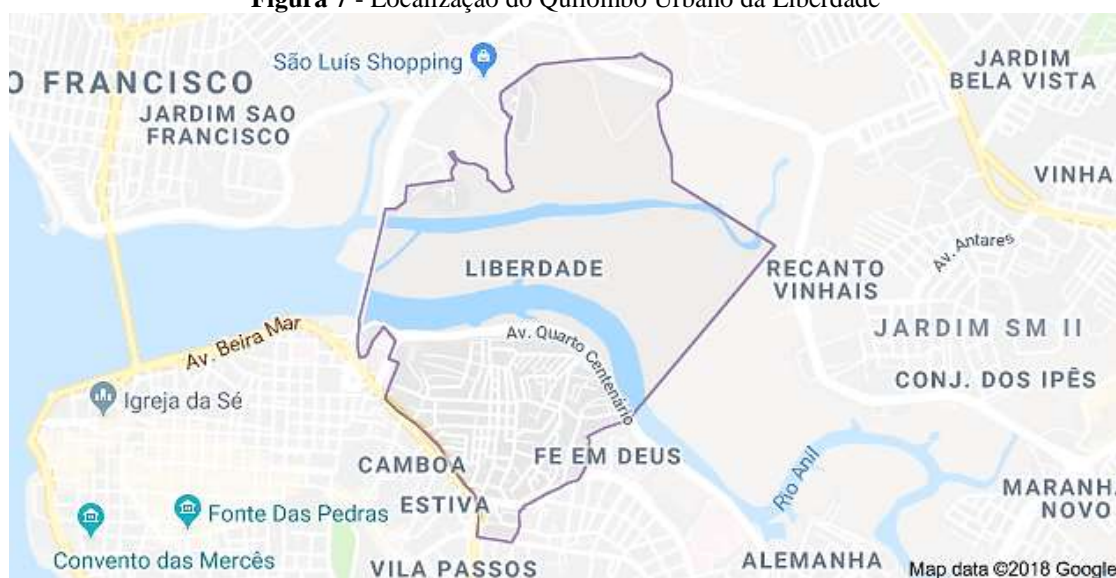 Figura 7 - Localização do Quilombo Urbano da Liberdade
São Luís Shopping
JARDIM
BELA VISTA
O FRANCISCO
JARDIM SAO
FRANCISCO
VINHA
Av. Antares
LIBERDADE
RECANTO
VINHAIS
Av. Beira Mar
Av. Quarto Centenário
JARDIM SM II
CONJ. DOS IPÊS
Igreja da Sé
CAMBOA
FE EM DEUS
Rio Anil
ESTIVA
MARANH
NOVO
Fonte Das Pedras
Convento das Mercês
VILA PASSOS
ALEMANHA
Map data ©2018 Google